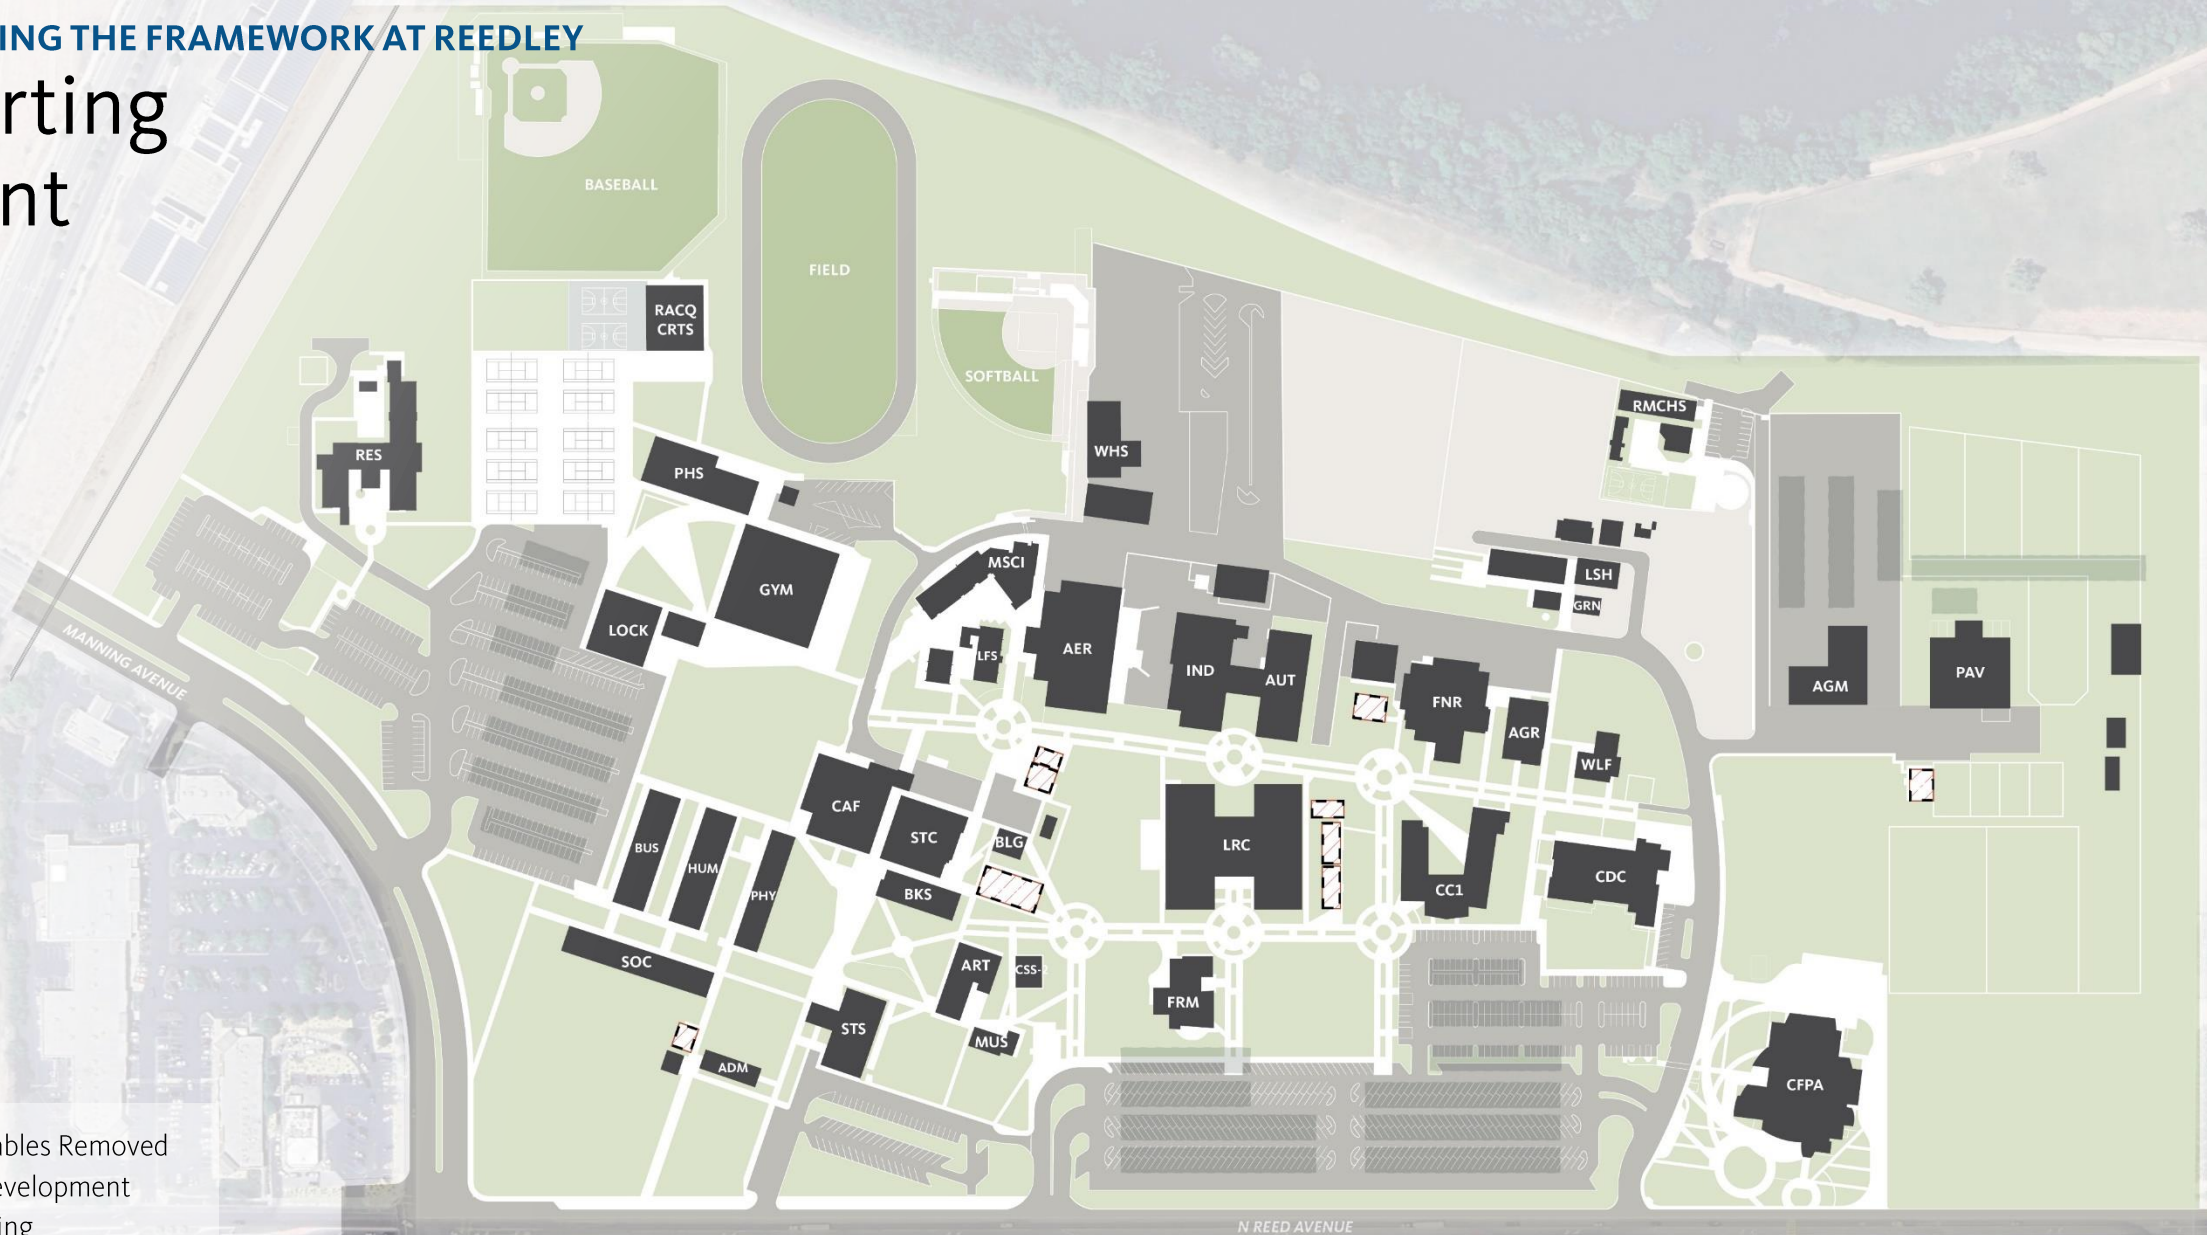 ING THE FRAMEWORK AT REEDLEY
rting
nt
BASEBALL
FIELD
RACQ
CRTS
SOFTBALL
RMCHS
WHS
RES
PHS
MSCI
GYM
LSH
GRN
LOCK
MANNING AVENUE
LFS
AER
IND
AUT
FNR
AGR
AGM
PAV
WLF
CAF
STC
BLG
LRC
BUS
HUM
PHY
BKS
CC1
CDC
SOC
ART
CSS-2
FRM
STS
MUS
ADM
CFPA
bles Removed
evelopment
ing
N REED AVENUE